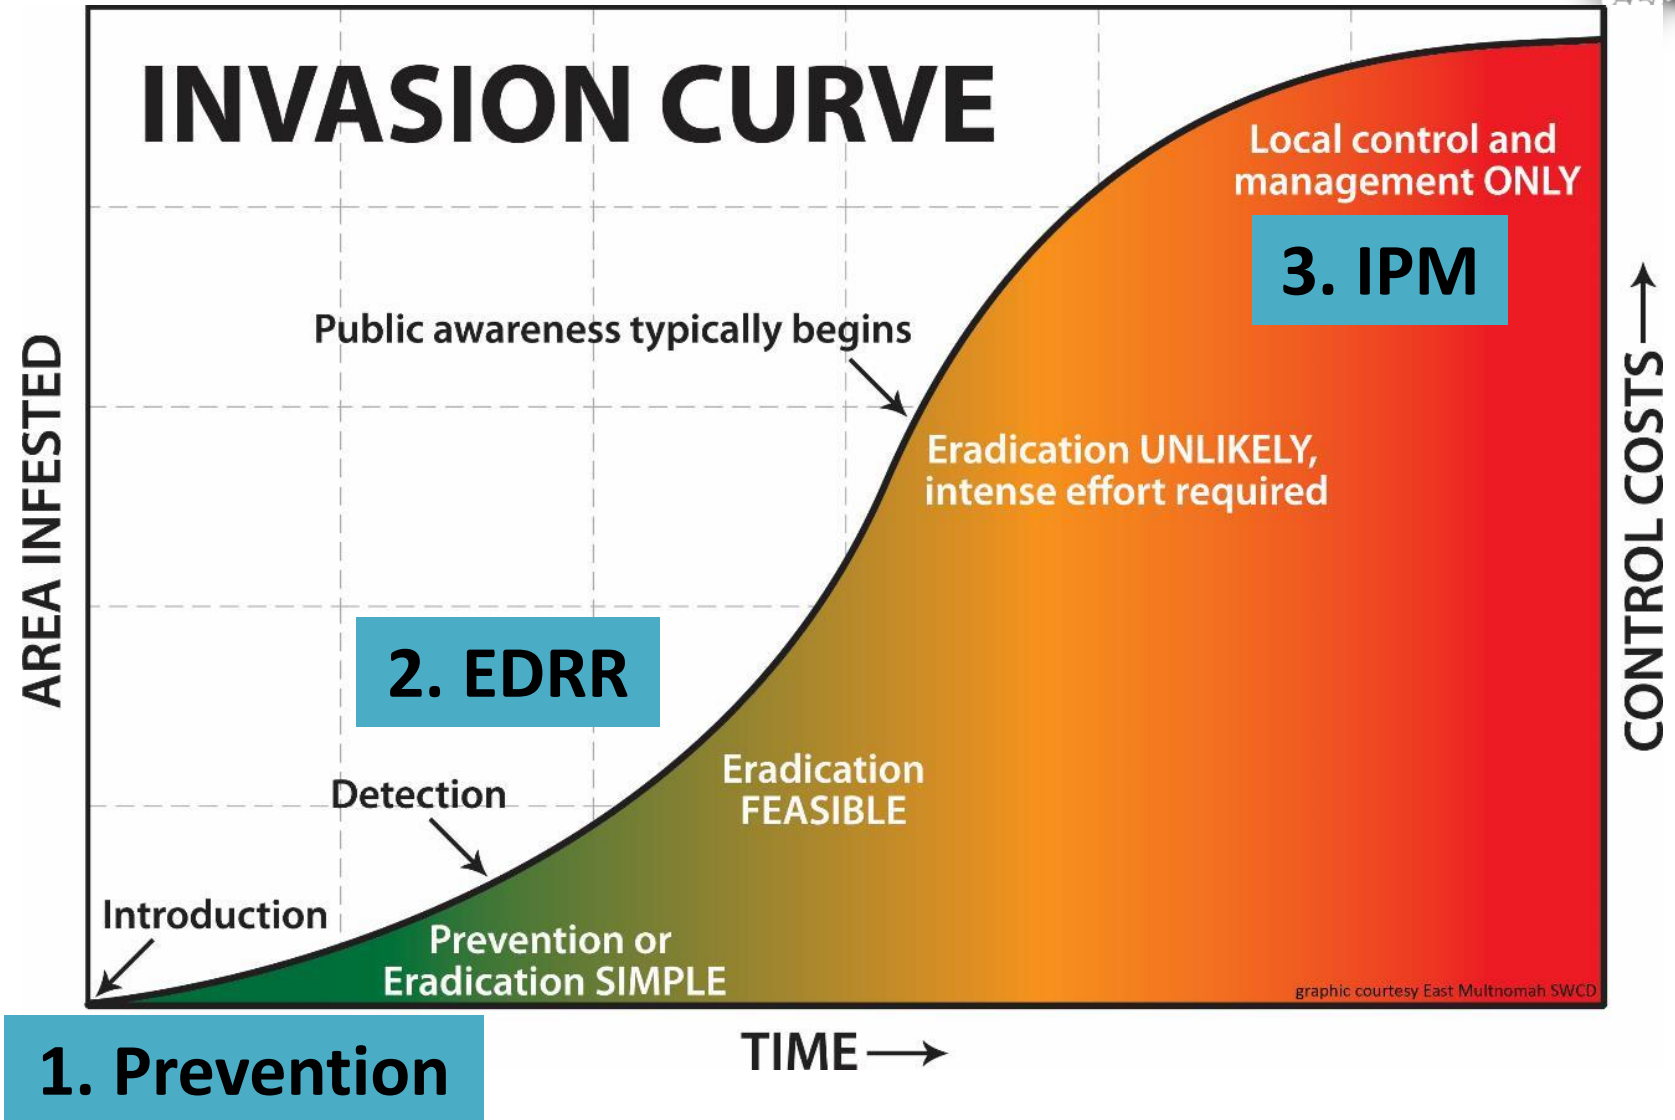 INVASION CURVE
Local control and
management ONLY
3. IPM
Public awareness typically begins
Eradication UNLIKELY,
intense effort required
2. EDRR
Eradication
FEASIBLE
Detection
Introduction
Prevention or
Eradication SIMPLE
graphic courtesy East Multnomah SWCD
AREA INFESTED
CONTROL COSTS
TIME
1. Prevention